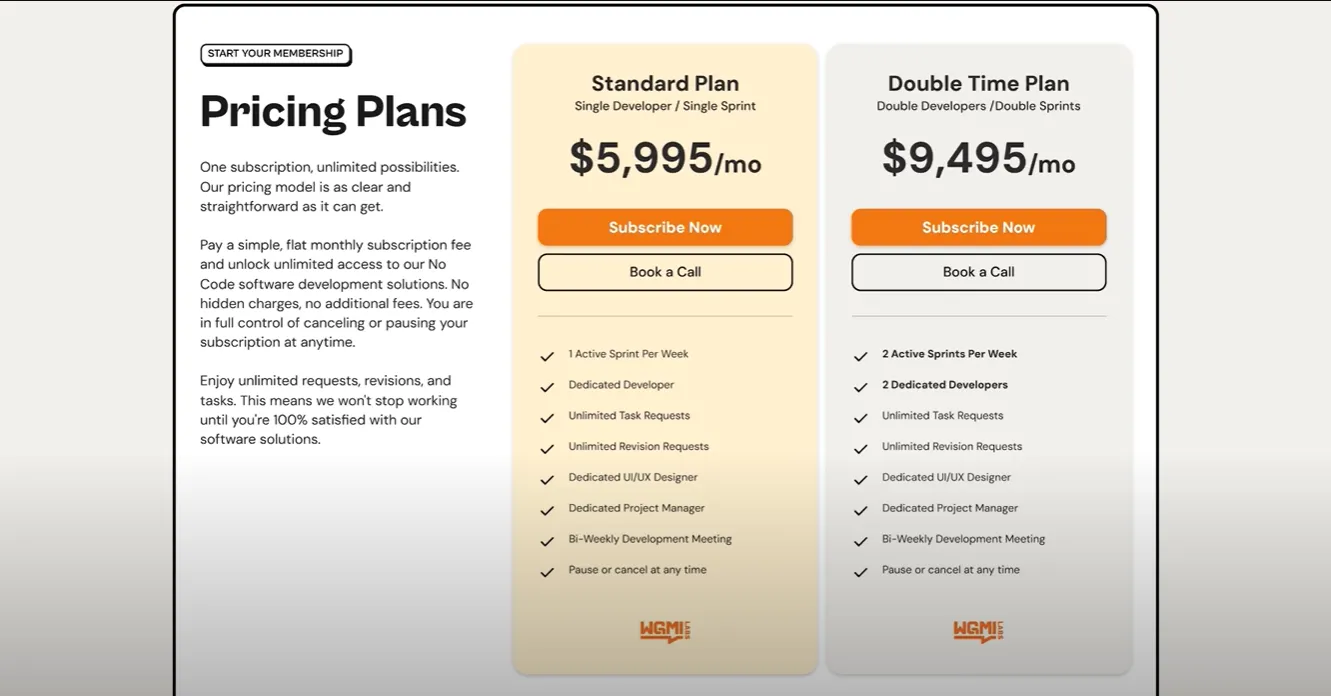 START YOUR MEMBERSHIP
Pricing Plans
One subscription, unlimited possibilities.
Our pricing model is as clear and
straightforward as it can get.
Pay a simple, flat monthly subscription fee
and unlock unlimited access to our No
Code software development solutions. No
hidden charges, no additional fees. You are
in full control of canceling or pausing your
subscription at anytime.
Enjoy unlimited requests, revisions, and
tasks. This means we won't stop working
until you're 100% satisfied with our
software solutions.
Standard Plan
Single Developer / Single Sprint
$5,995/mo
Subscribe Now
Book a Call
1 Active Sprint Per Week
Dedicated Developer
Unlimited Task Requests
Unlimited Revision Requests
Dedicated UI/UX Designer
Dedicated Project Manager
Bi-Weekly Development Meeting
Pause or cancel at any time
WGMI LABS
Double Time Plan
Double Developers /Double Sprints
$9,495/mo
Subscribe Now
Book a Call
2 Active Sprints Per Week
2 Dedicated Developers
Unlimited Task Requests
Unlimited Revision Requests
Dedicated UI/UX Designer
Dedicated Project Manager
Bi-Weekly Development Meeting
Pause or cancel at any time
WGMI LABS